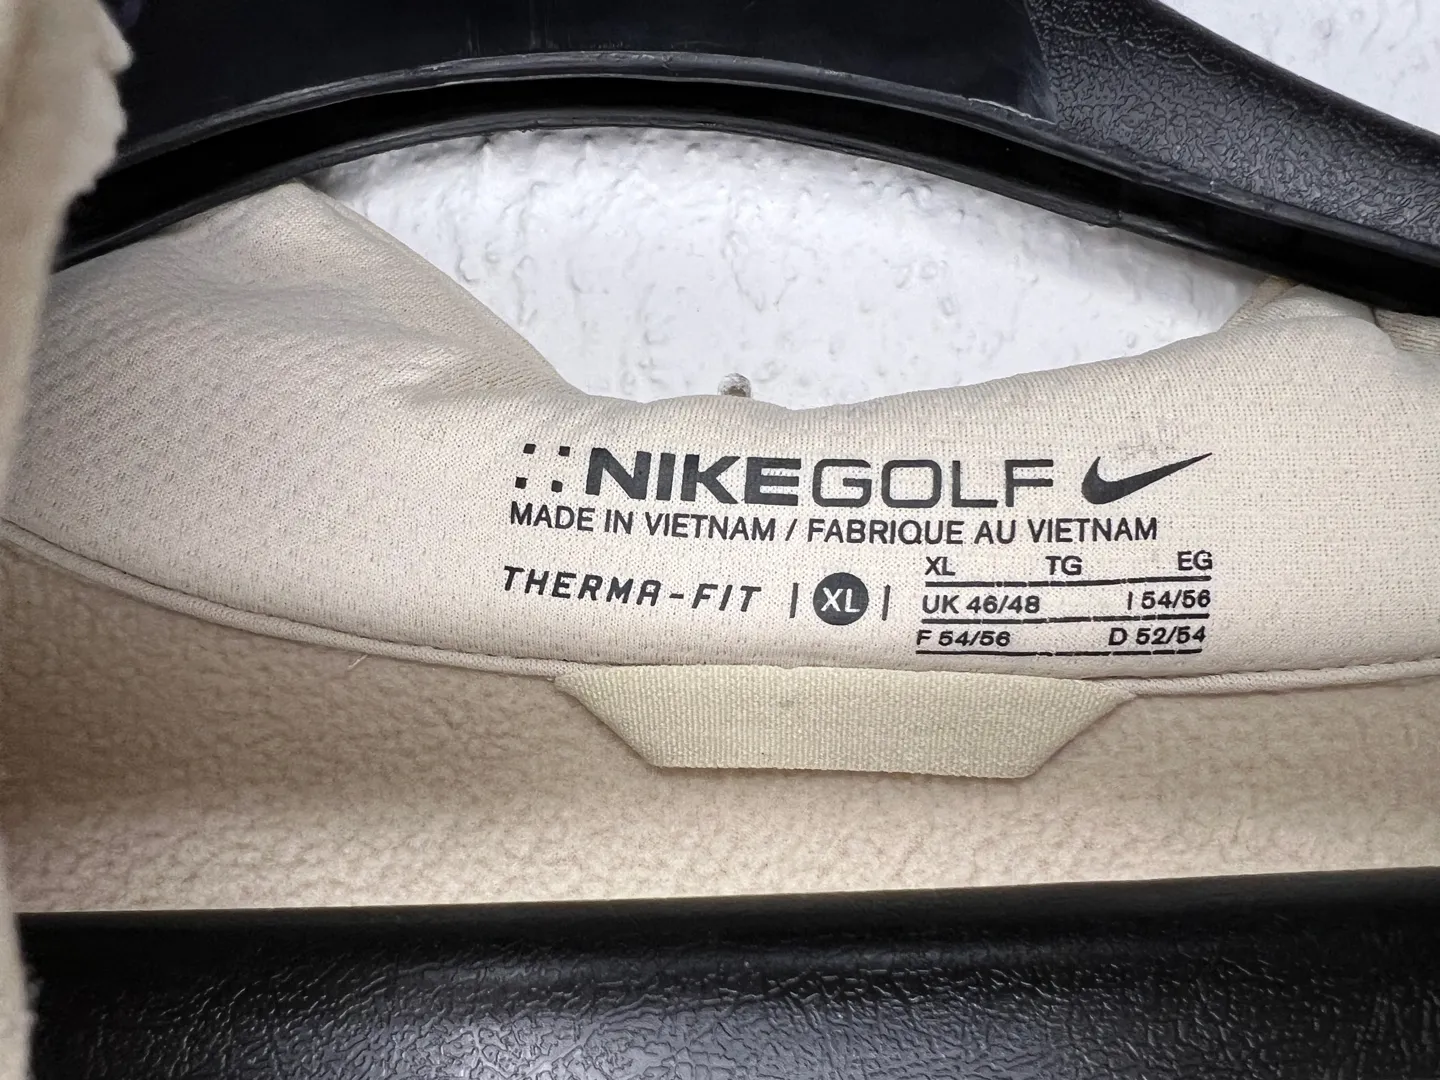 NIKEGOLF
MADE IN VIETNAM / FABRIQUE AU VIETNAM
THERMA-FIT | XL |
XL TG EG
UK 46/48 I 54/56
F 54/56 D 52/54